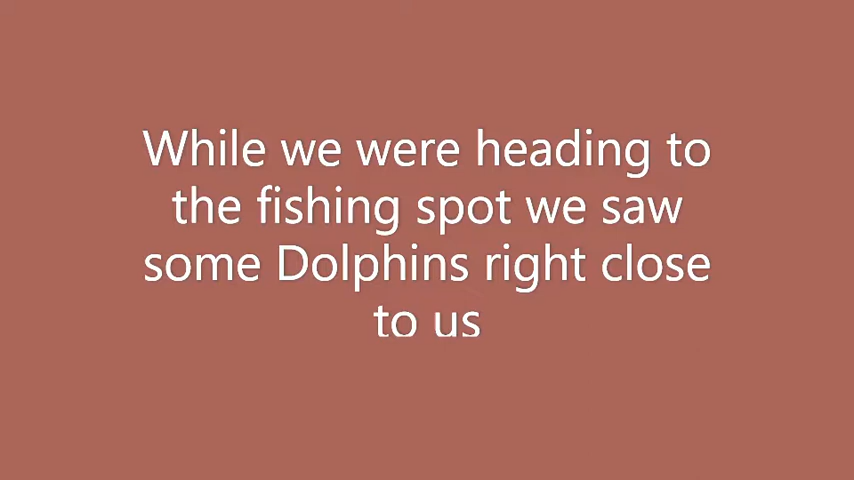 While we were heading to
the fishing spot we saw
some Dolphins right close
to us